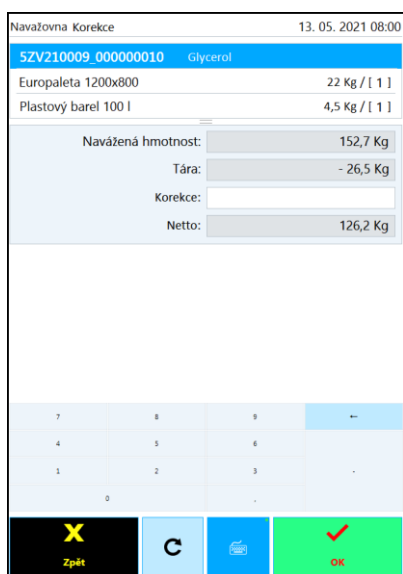 Navažovna Korekce 13. 05. 2021 08:00
5ZV210009_000000010 Glycerol
Europaleta 1200x800 22 Kg / [ 1 ]
Plastový barel 100 l 4,5 Kg / [ 1 ]
Navážená hmotnost: 152,7 Kg
Tára: - 26,5 Kg
Korekce:
Netto: 126,2 Kg
7 8 9 ←
4 5 6
1 2 3 -
0 .
Zpět OK